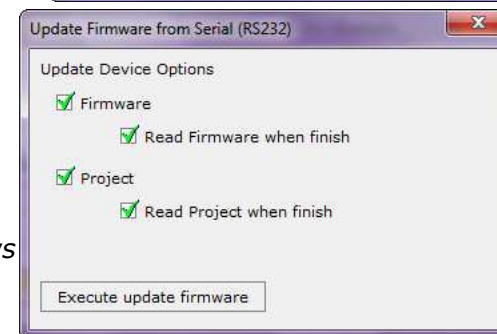 Update Firmware from Serial (RS232)
Update Device Options
Firmware
Read Firmware when finish
Project
Read Project when finish
Execute update firmware